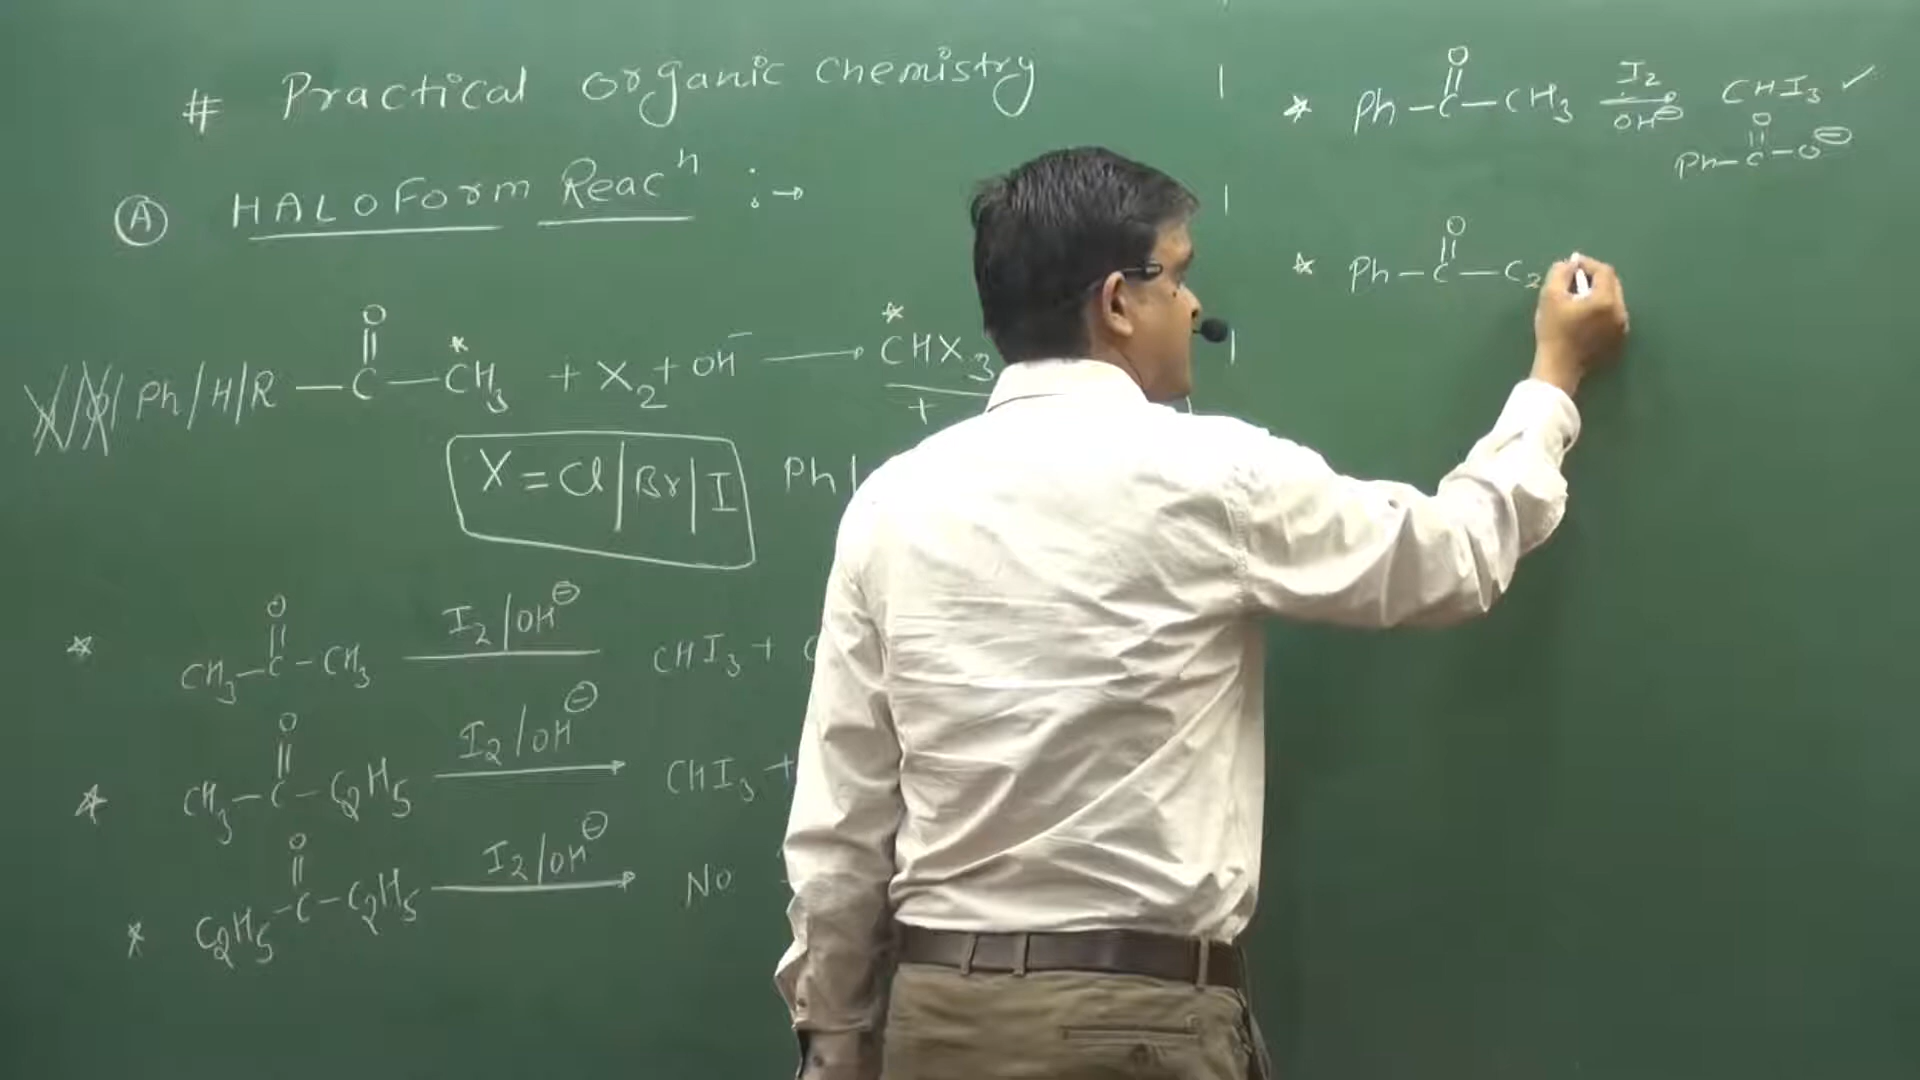 # Practical organic chemistry
Ⓐ HALOForm Reacⁿ :→
O
||
Ph/H/R — C — CH₃ + X₂ + OH⁻ ⟶ CHX₃
+
X = Cl | Br | I
Ph |
O
||
CH₃ – C – CH₃ I₂/OH⊖ CHI₃ +
O
||
CH₃ – C – C₂H₅ I₂/OH⊖ → CHI₃ +
O
||
C₂H₅ – C – C₂H₅ I₂/OH⊖ → No
O
||
Ph – C – CH₃ I₂ → OH⊖ CHI₃ ✓
O
||
Ph – C – O⊖
O
||
Ph – C – C₂